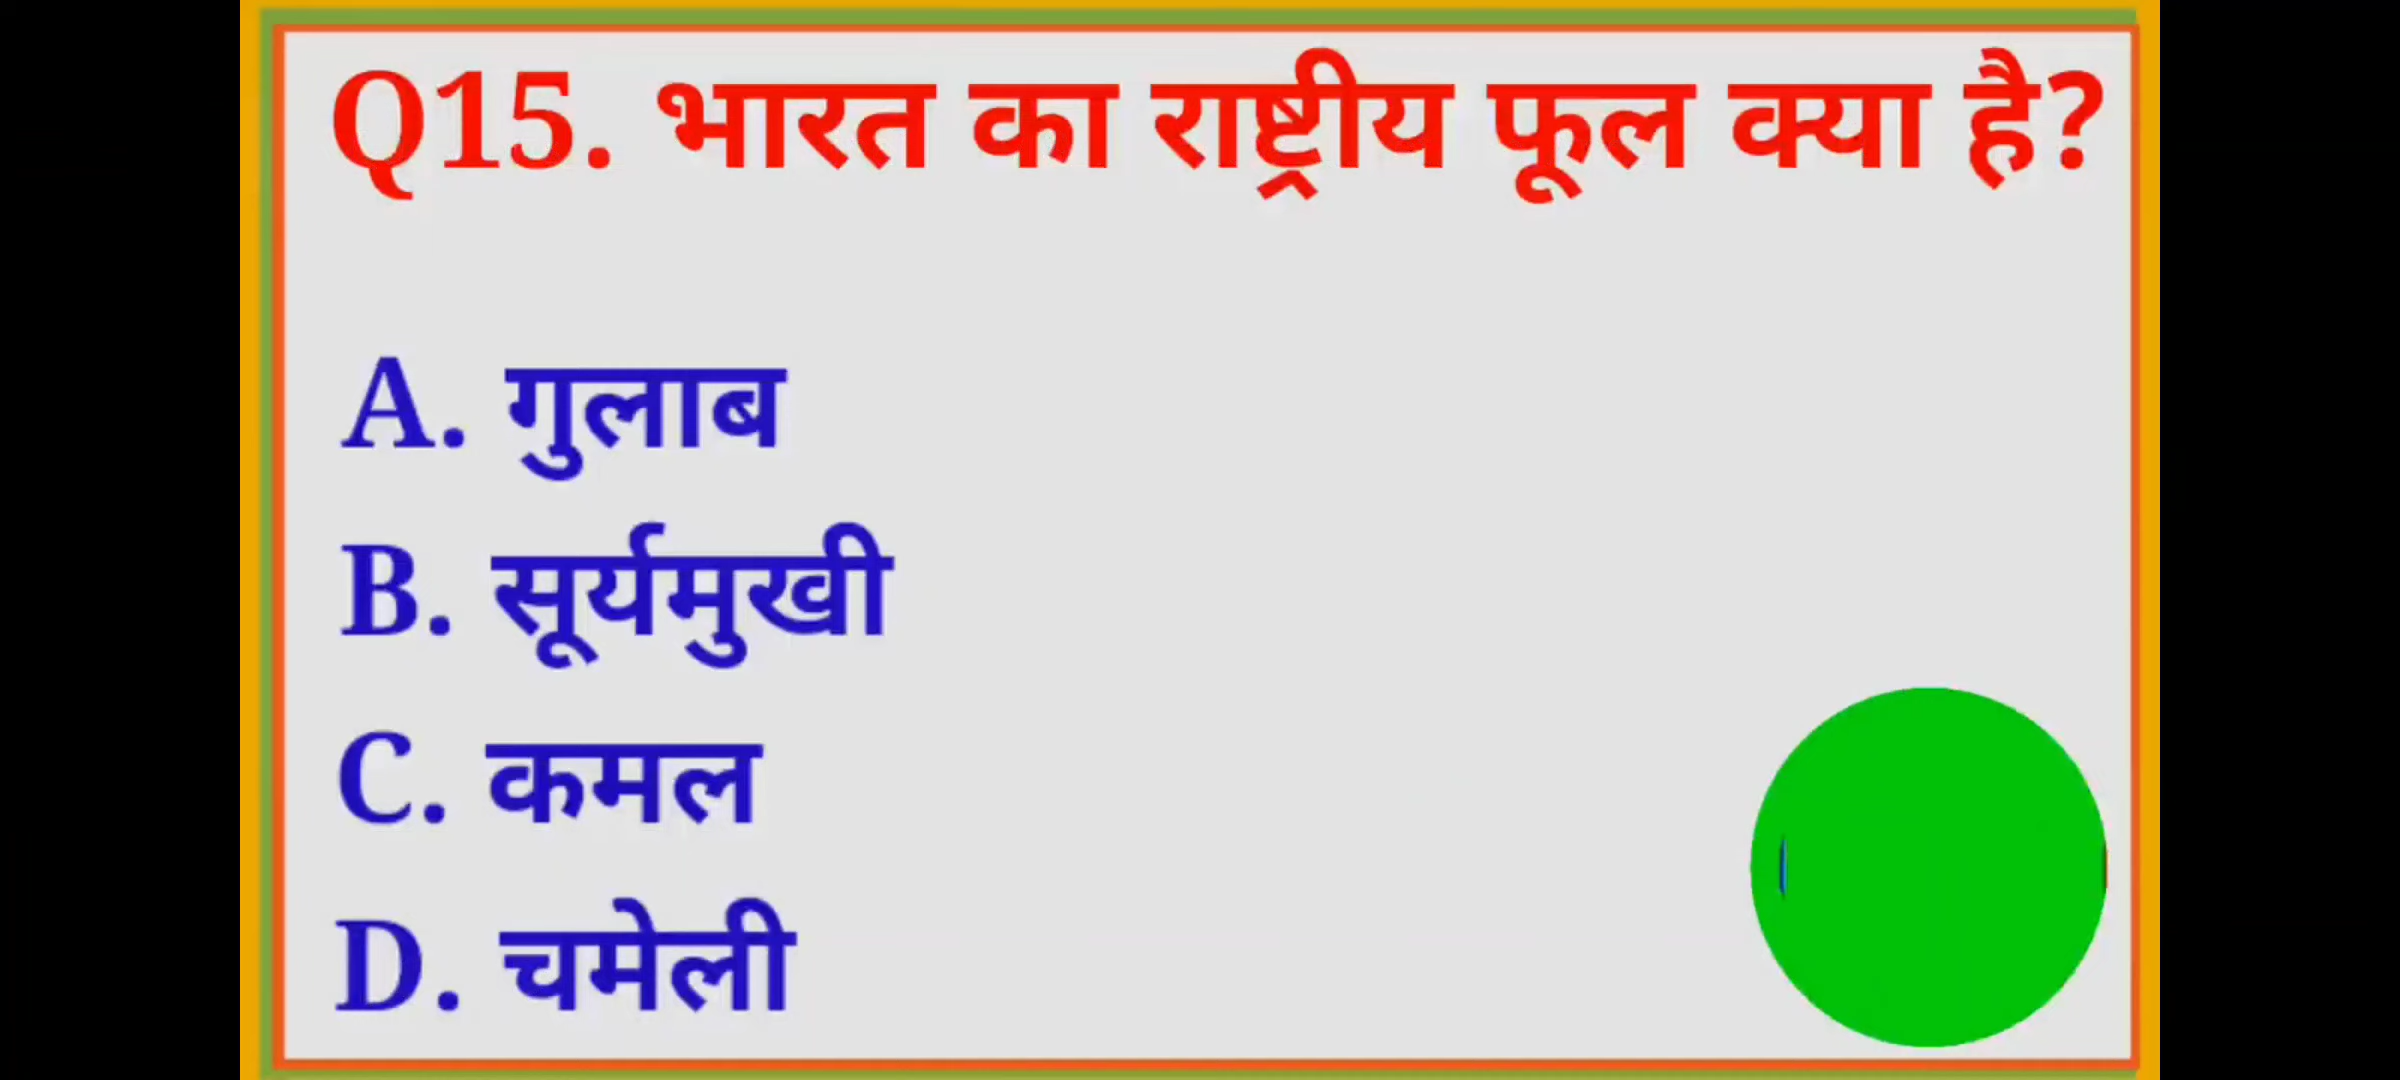 Q15. भारत का राष्ट्रीय फूल क्या है?
A. गुलाब
B. सूर्यमुखी
C. कमल
D. चमेली